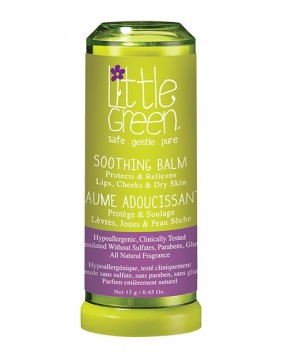 little
green
safe . gentle . pure
SOOTHING BALM
Protects & Relieves
Lips, Cheeks & Dry Skin
AUME ADOUCISSANT
Protège & Soulage
Lèvres, Joues & Peau Sèche
Hypoallergenic, Clinically Tested
Without Sulfates, Parabens,
All Natural Fragrance
Hypoallergénique, testé cliniquement
sans sulfate, sans paraben, sans
Parfum entièrement naturel
Net 13 g / 0.45 Oz.